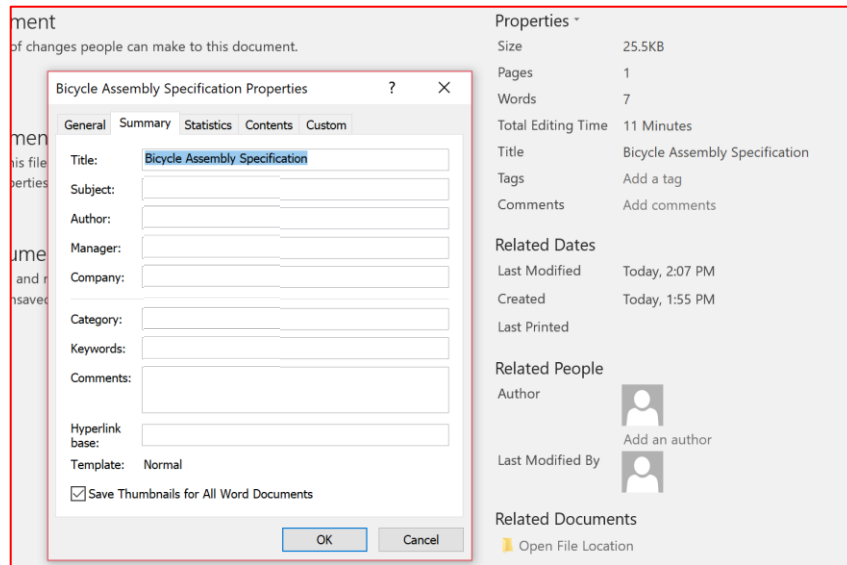 ment
of changes people can make to this document.
men
his file
perties
ume
and r
nsaved
Bicycle Assembly Specification Properties ? ×
General Summary Statistics Contents Custom
Title: Bicycle Assembly Specification
Subject:
Author:
Manager:
Company:
Category:
Keywords:
Comments:
Hyperlink
base:
Template: Normal
Save Thumbnails for All Word Documents
OK Cancel
Properties
Size 25.5KB
Pages 1
Words 7
Total Editing Time 11 Minutes
Title Bicycle Assembly Specification
Tags Add a tag
Comments Add comments
Related Dates
Last Modified Today, 2:07 PM
Created Today, 1:55 PM
Last Printed
Related People
Author
Add an author
Last Modified By
Related Documents
Open File Location